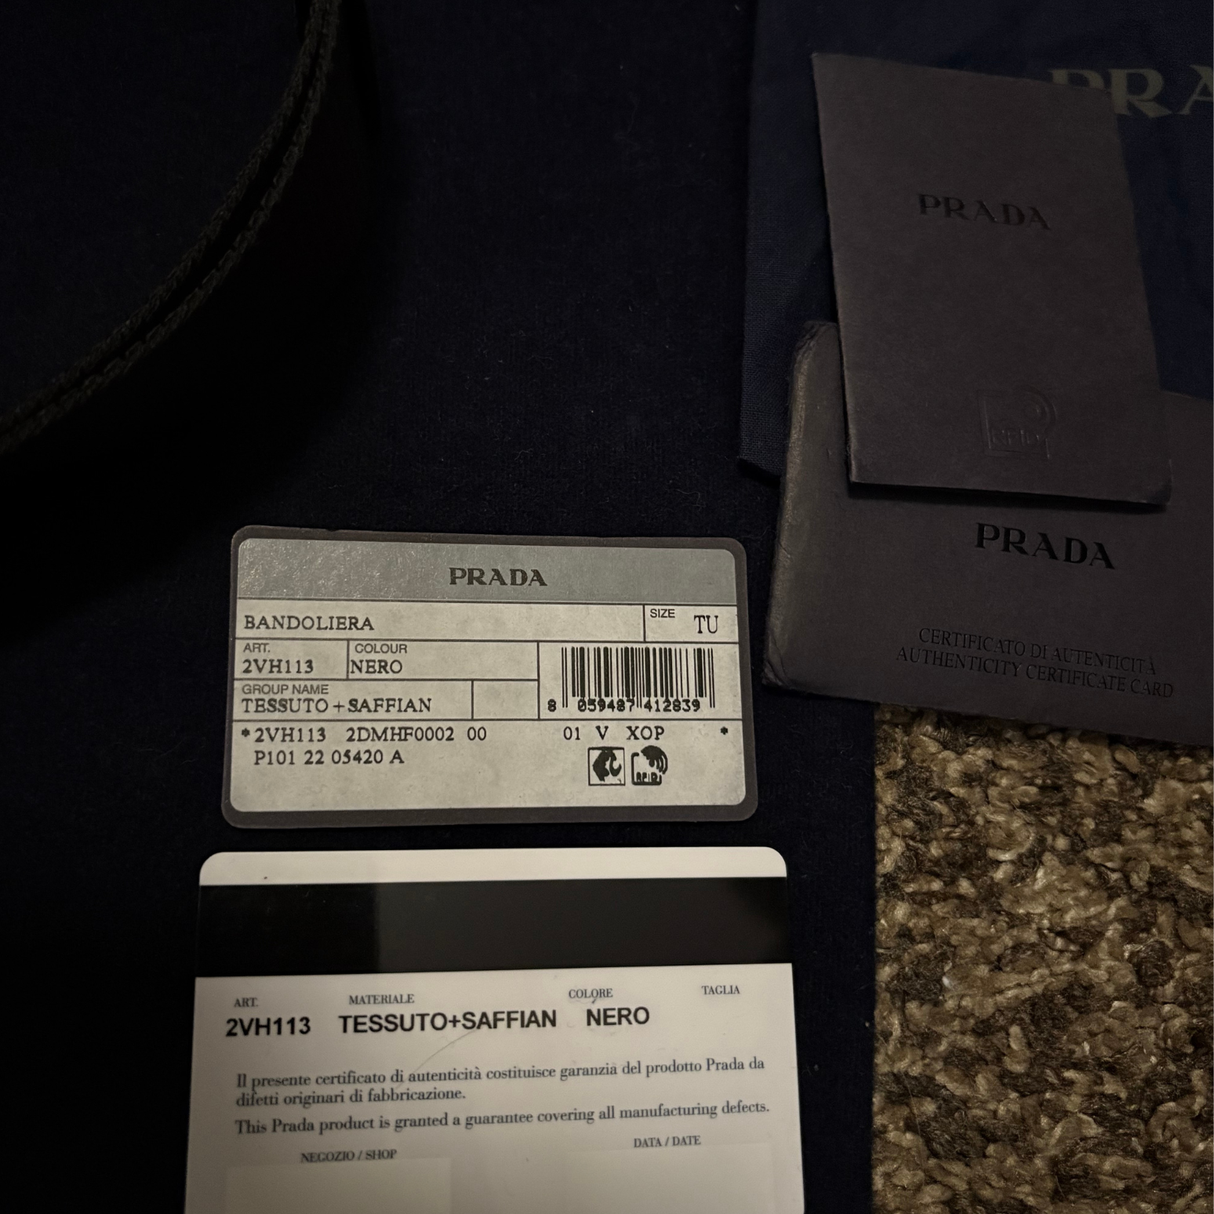 PRA
PRADA
RFID
PRADA
CERTIFICATO DI AUTENTICITÀ
AUTHENTICITY CERTIFICATE CARD
PRADA
BANDOLIERA
SIZE TU
ART. COLOUR
2VH113 NERO
GROUP NAME
TESSUTO+SAFFIAN
8 059487 412839
*2VH113 2DMHF0002 00 01 V XOP *
P101 22 05420 A
RFID
ART. MATERIALE COLORE TAGLIA
2VH113 TESSUTO+SAFFIAN NERO
Il presente certificato di autenticità costituisce garanzia del prodotto Prada da
difetti originari di fabbricazione.
This Prada product is granted a guarantee covering all manufacturing defects.
NEGOZIO / SHOP DATA / DATE